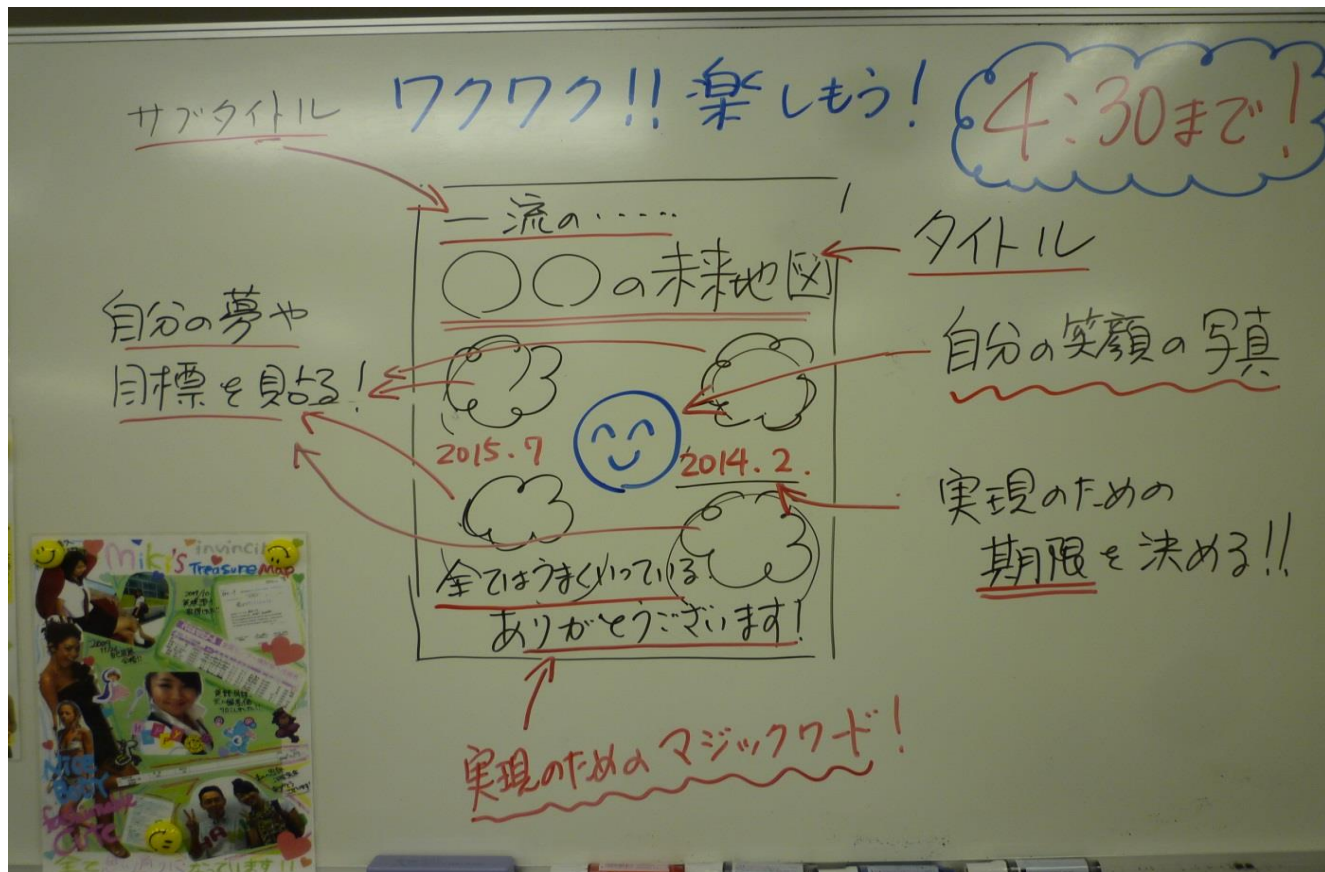 ワクワク!!楽しもう!
4:30まで!
サブタイトル
一流の・・・・・
○○の未来地図
タイトル
自分の夢や
目標を貼る!
自分の笑顔の写真
2015.7
2014.2.
実現のための
期限を決める!!
全てはうまくいっている
ありがとうございます!
実現のためのマジックワード!
Miki's invincible
Treasure Map